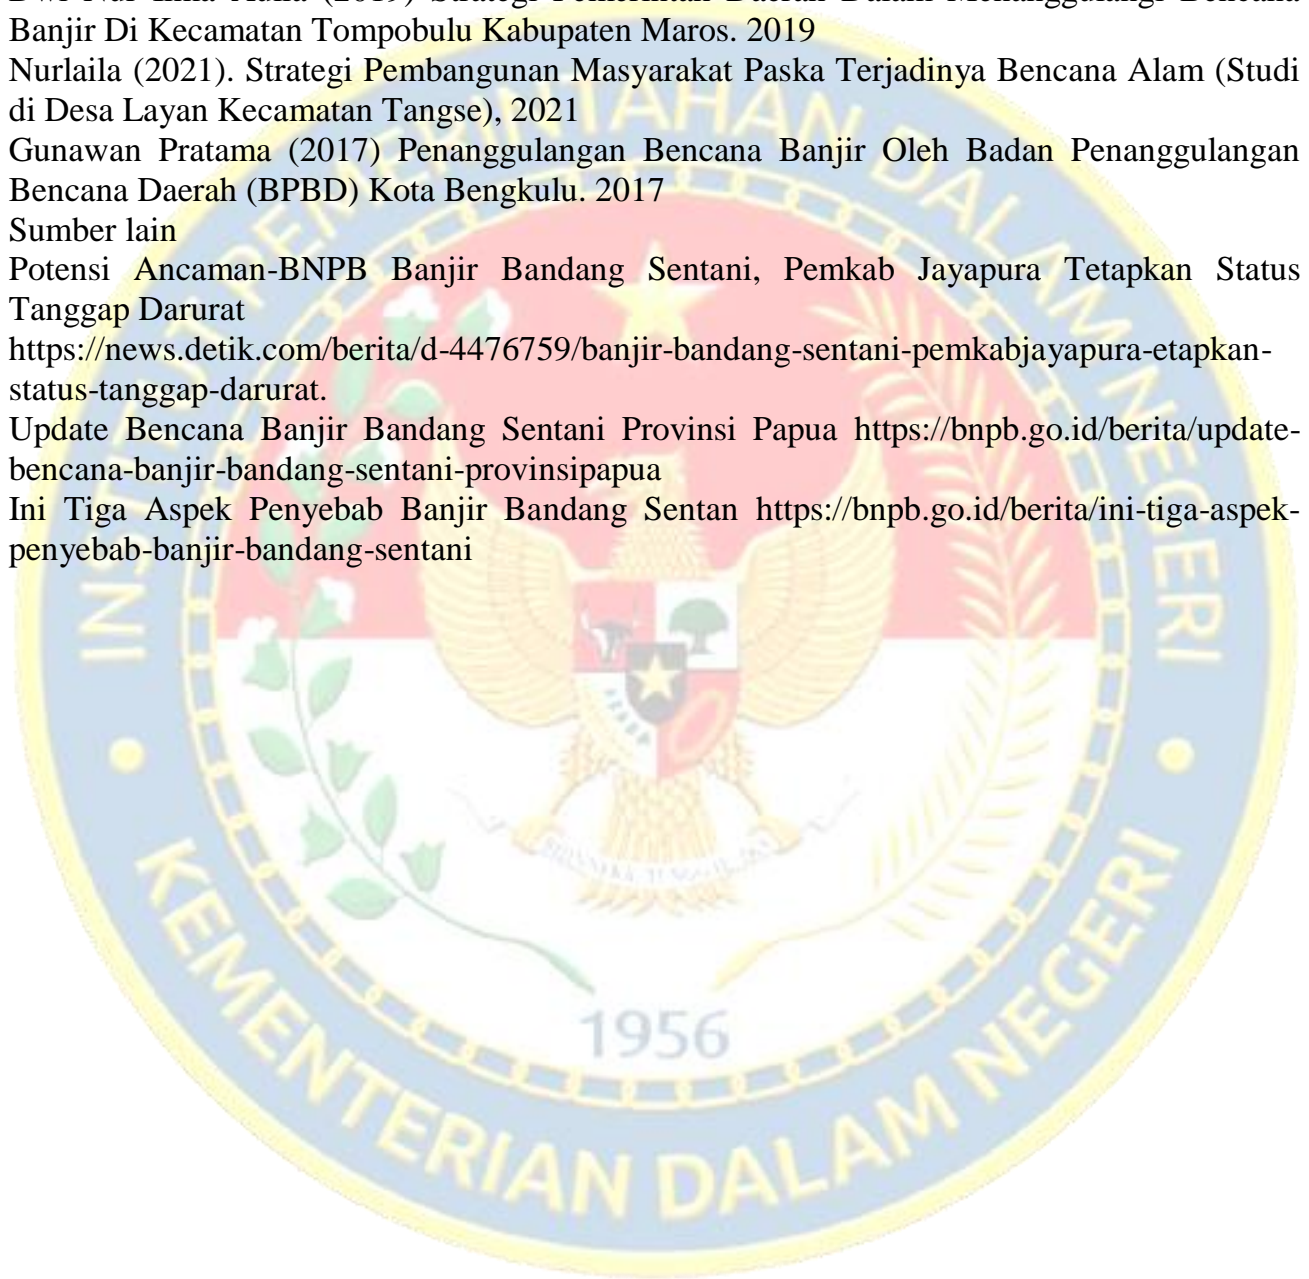 Banjir Di Kecamatan Tompobulu Kabupaten Maros. 2019
Nurlaila (2021). Strategi Pembangunan Masyarakat Paska Terjadinya Bencana Alam (Studi
di Desa Layan Kecamatan Tangse), 2021
Gunawan Pratama (2017) Penanggulangan Bencana Banjir Oleh Badan Penanggulangan
Bencana Daerah (BPBD) Kota Bengkulu. 2017
Sumber lain
Potensi Ancaman-BNPB Banjir Bandang Sentani, Pemkab Jayapura Tetapkan Status
Tanggap Darurat
https://news.detik.com/berita/d-4476759/banjir-bandang-sentani-pemkabjayapura-etapkan-
status-tanggap-darurat.
Update Bencana Banjir Bandang Sentani Provinsi Papua https://bnpb.go.id/berita/update-
bencana-banjir-bandang-sentani-provinsipapua
Ini Tiga Aspek Penyebab Banjir Bandang Sentan https://bnpb.go.id/berita/ini-tiga-aspek-
penyebab-banjir-bandang-sentani
INSTITUT PEMERINTAHAN DALAM NEGERI
1956
KEMENTERIAN DALAM NEGERI